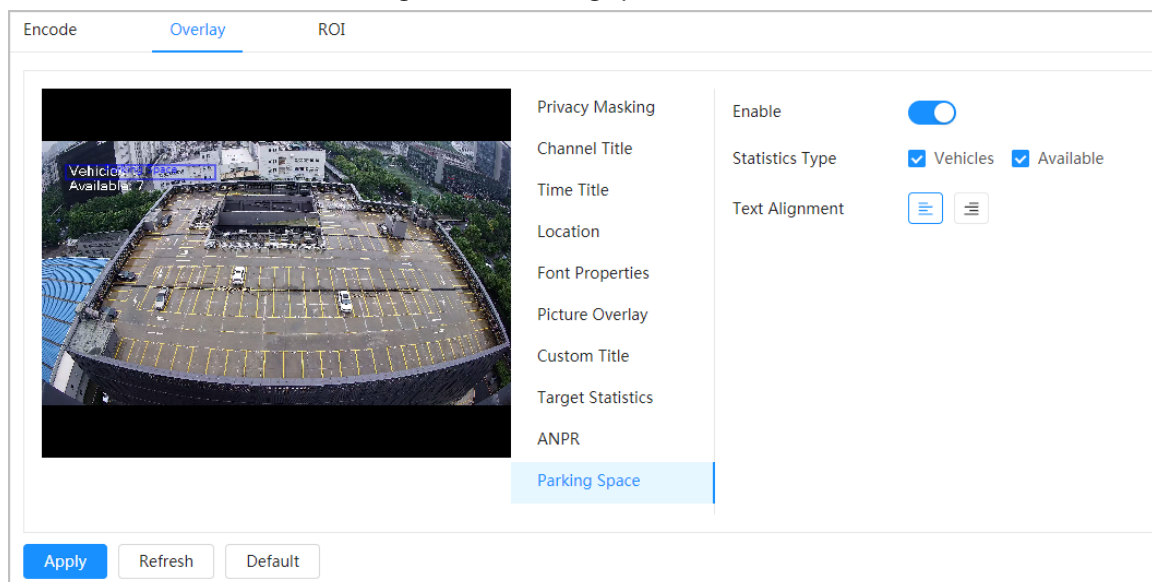 Encode Overlay ROI
Available: 7
Privacy Masking
Channel Title
Time Title
Location
Font Properties
Picture Overlay
Custom Title
Target Statistics
ANPR
Parking Space
Enable
Statistics Type Vehicles Available
Text Alignment
Apply Refresh Default